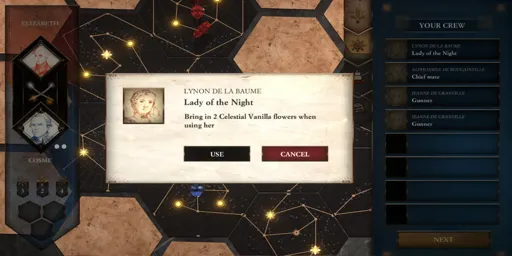 ELIZABETH
COSME
LYNON DE LA BAUME
Lady of the Night
Bring in 2 Celestial Vanilla flowers when
using her
USE
CANCEL
YOUR CREW
LYNON DE LA BAUME
Lady of the Night
ALPHONSINE DE BOUGAINVILLE
Chief mate
JEANNE DE GRANVILLE
Gunner
JEANNE DE GRANVILLE
Gunner
NEXT